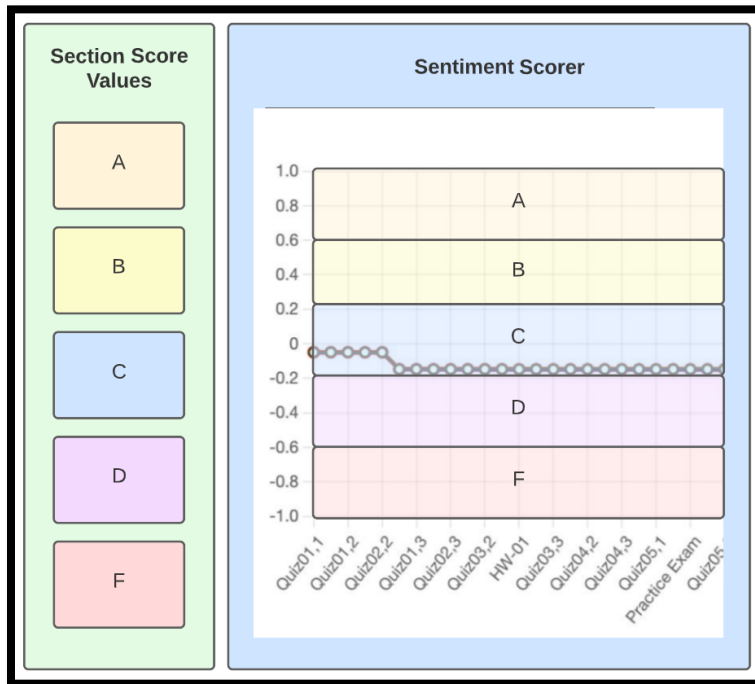 Section Score
Values
A
B
C
D
F
Sentiment Scorer
1.0
0.8
0.6
0.4
0.2
0
-0.2
-0.4
-0.6
-0.8
-1.0
A
B
C
D
F
Quiz01,1
Quiz01,2
Quiz02,2
Quiz01,3
Quiz02,3
Quiz03,2
HW-01
Quiz03,3
Quiz04,2
Quiz04,3
Quiz05,1
Practice Exam
Quiz05,